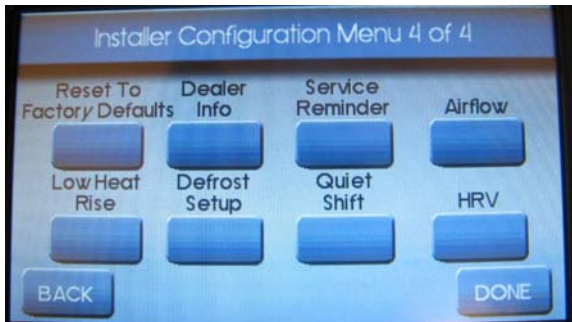 Installer Configuration Menu 4 of 4
Reset To
Factory Defaults
Dealer
Info
Service
Reminder
Airflow
Low Heat
Rise
Defrost
Setup
Quiet
Shift
HRV
BACK
DONE